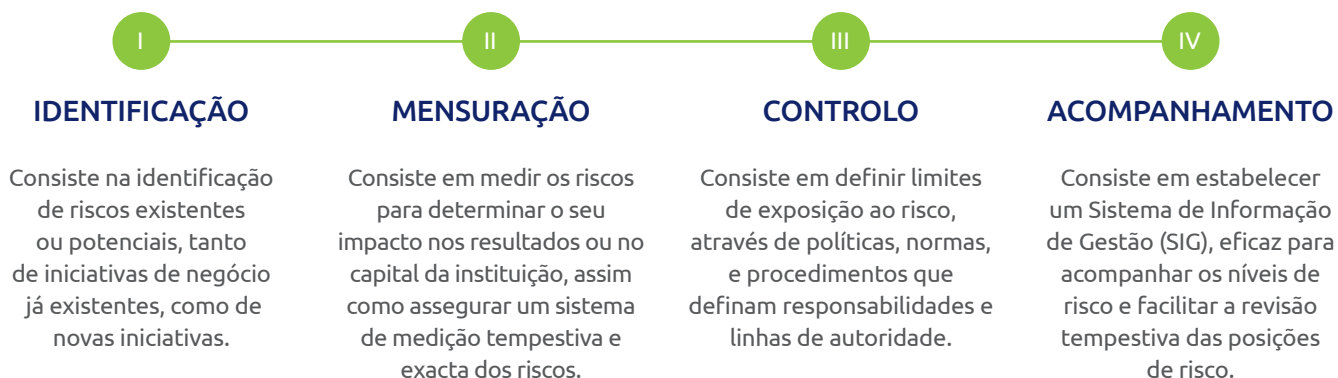 I
IDENTIFICAÇÃO
Consiste na identificação
de riscos existentes
ou potenciais, tanto
de iniciativas de negócio
já existentes, como de
novas iniciativas.
II
MENSURAÇÃO
Consiste em medir os riscos
para determinar o seu
impacto nos resultados ou no
capital da instituição, assim
como assegurar um sistema
de medição tempestiva e
exacta dos riscos.
III
CONTROLO
Consiste em definir limites
de exposição ao risco,
através de políticas, normas,
e procedimentos que
definam responsabilidades e
linhas de autoridade.
IV
ACOMPANHAMENTO
Consiste em estabelecer
um Sistema de Informação
de Gestão (SIG), eficaz para
acompanhar os níveis de
risco e facilitar a revisão
tempestiva das posições
de risco.